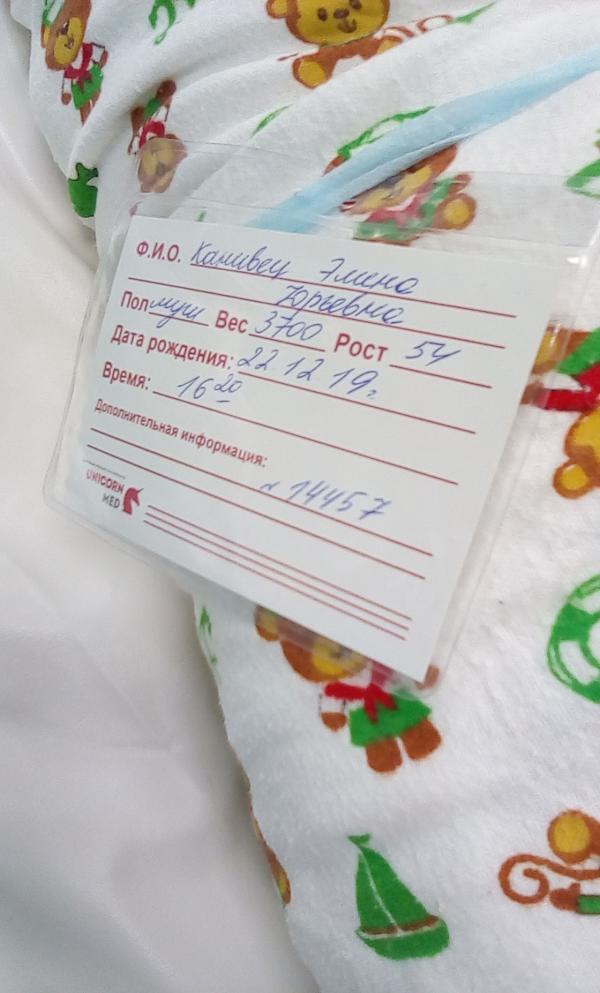 Ф.И.О. Канивец Элина
Юрьевна
Пол муж Вес 3700 Рост 54
Дата рождения: 22 12 19г.
Время: 16 20
Дополнительная информация:
14457
UNICORN
MED